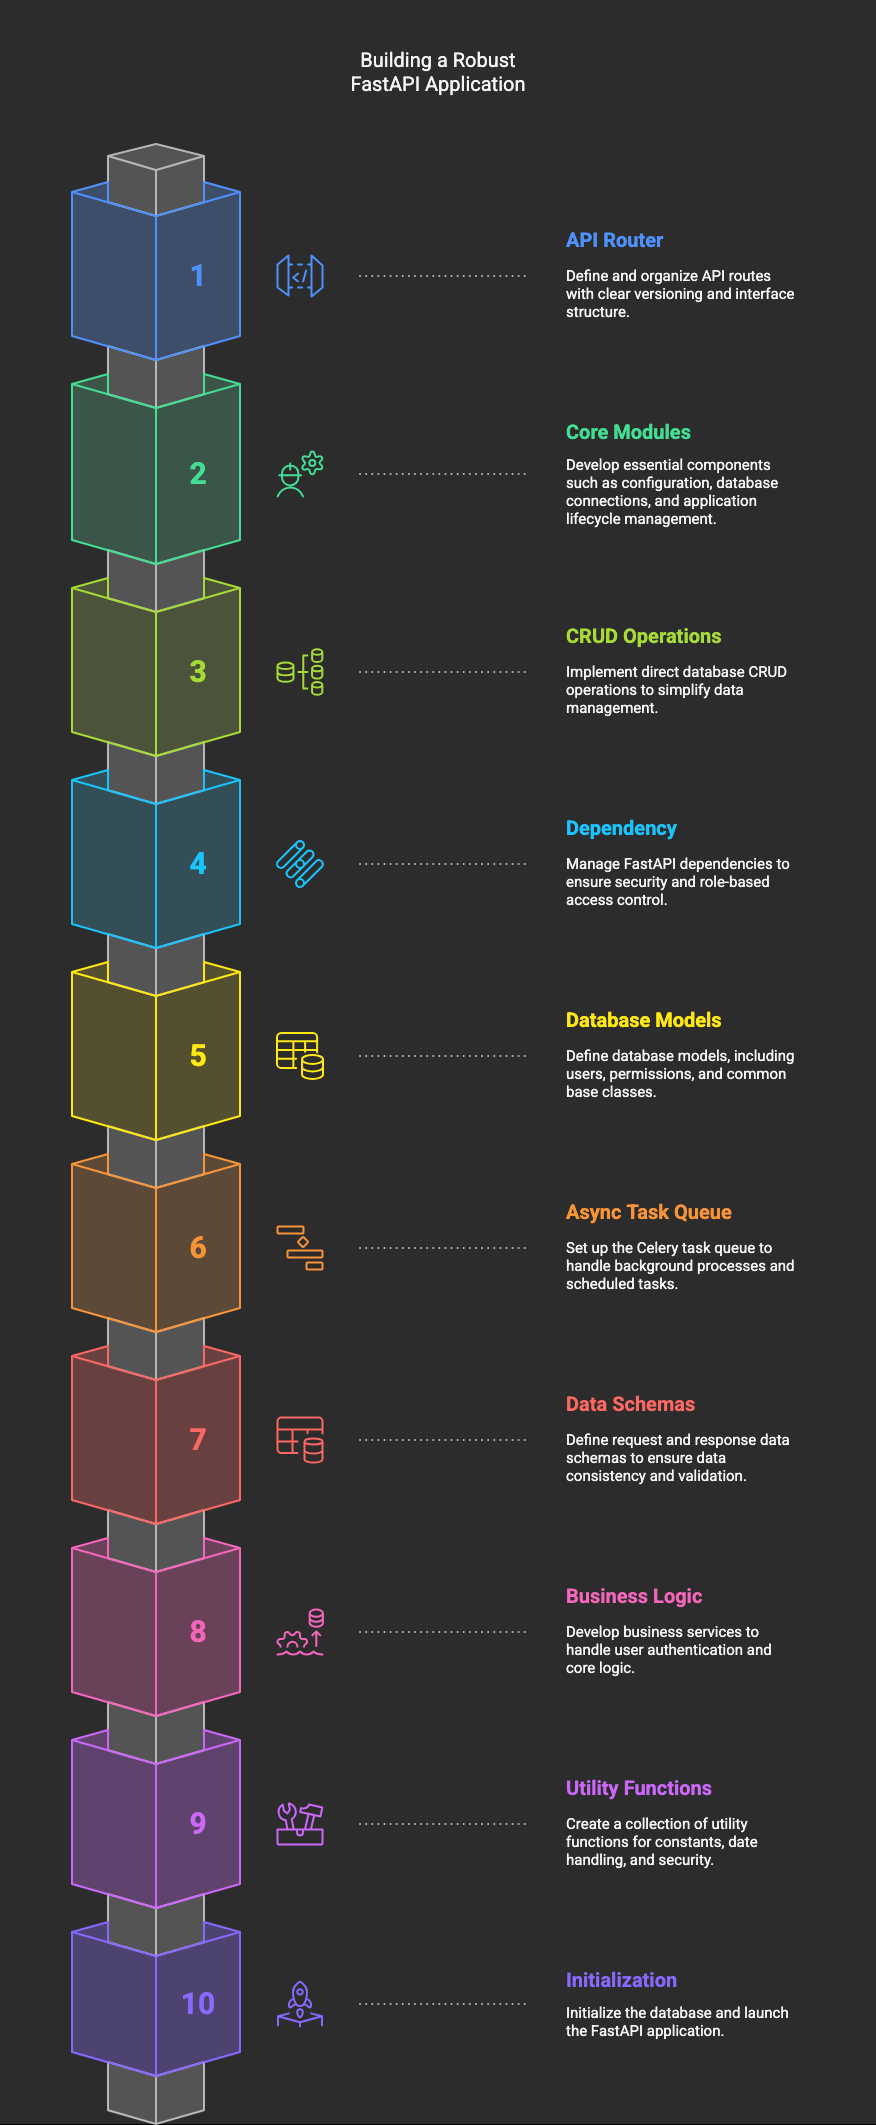 Building a Robust
FastAPI Application
1
API Router
Define and organize API routes
with clear versioning and interface
structure.
2
Core Modules
Develop essential components
such as configuration, database
connections, and application
lifecycle management.
3
CRUD Operations
Implement direct database CRUD
operations to simplify data
management.
4
Dependency
Manage FastAPI dependencies to
ensure security and role-based
access control.
5
Database Models
Define database models, including
users, permissions, and common
base classes.
6
Async Task Queue
Set up the Celery task queue to
handle background processes and
scheduled tasks.
7
Data Schemas
Define request and response data
schemas to ensure data
consistency and validation.
8
Business Logic
Develop business services to
handle user authentication and
core logic.
9
Utility Functions
Create a collection of utility
functions for constants, date
handling, and security.
10
Initialization
Initialize the database and launch
the FastAPI application.